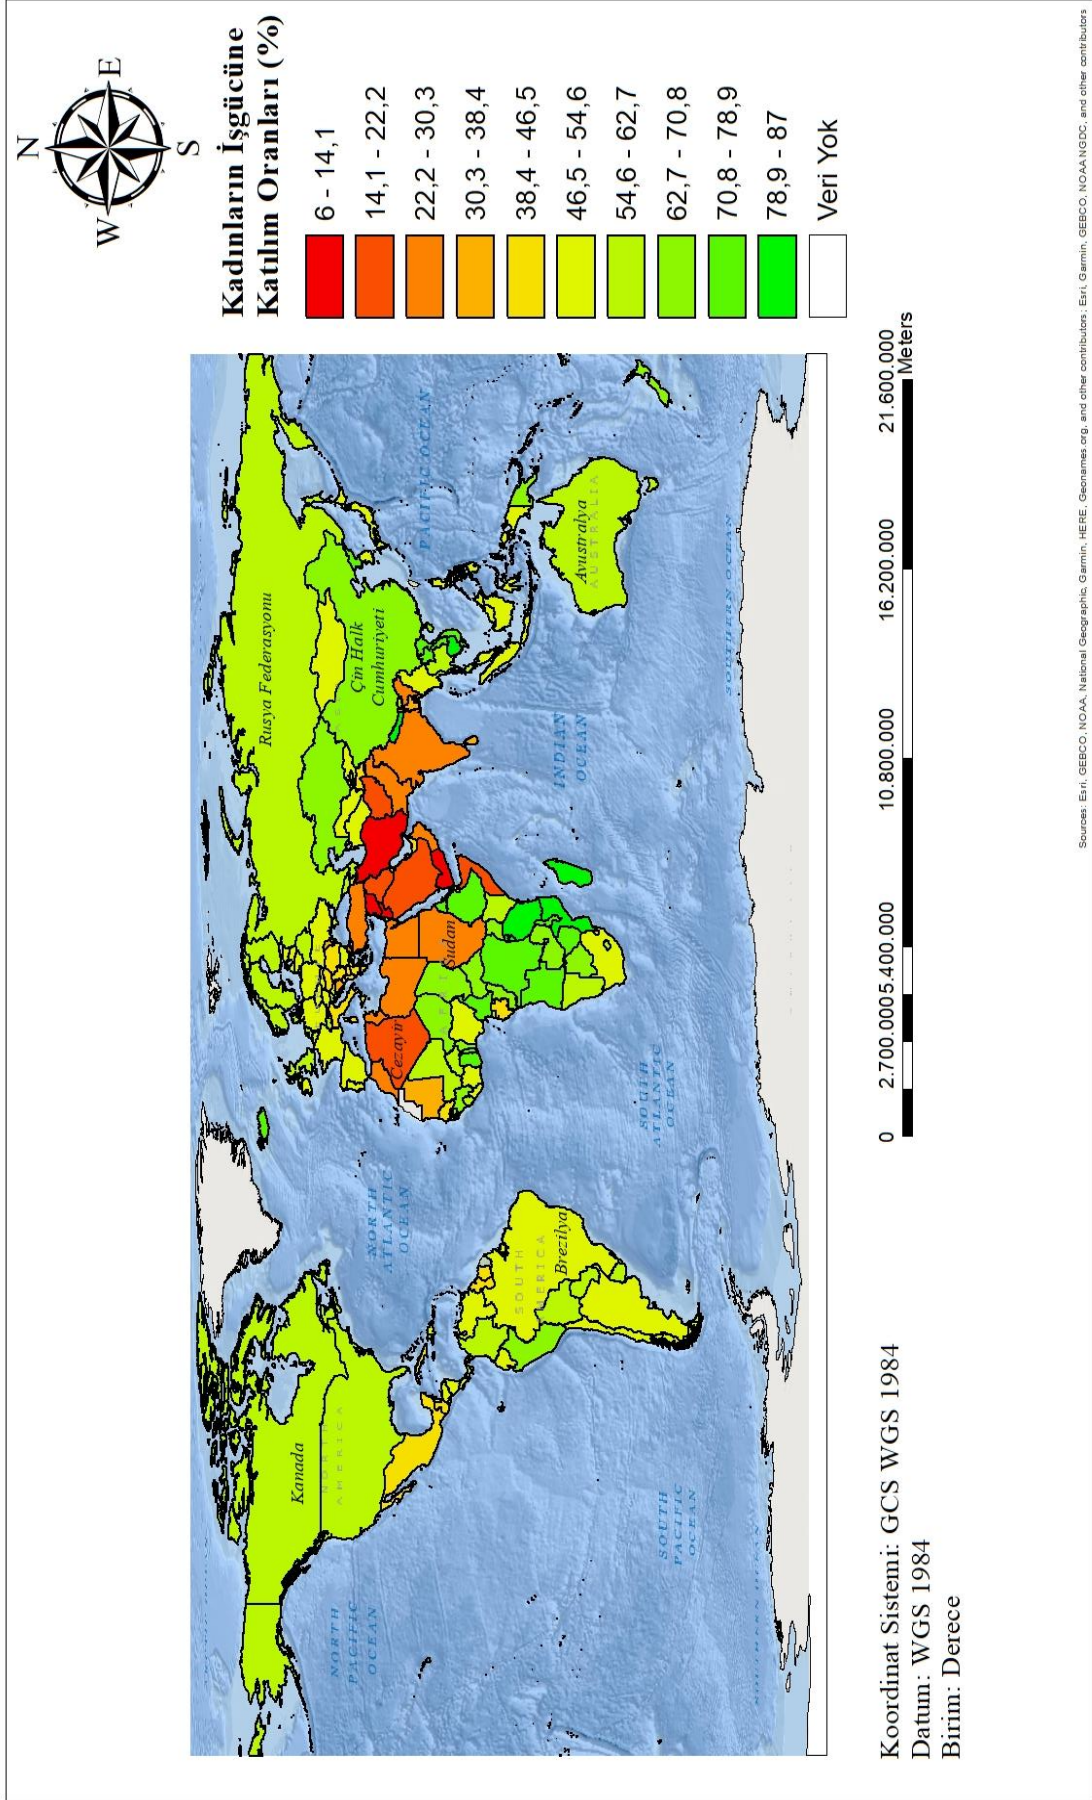 N
W
E
S
Kadınların İşgücüne
Katılım Oranları (%)
6 - 14,1
14,1 - 22,2
22,2 - 30,3
30,3 - 38,4
38,4 - 46,5
46,5 - 54,6
54,6 - 62,7
62,7 - 70,8
70,8 - 78,9
78,9 - 87
Veri Yok
Rusya Federasyonu
Kanada
NORTH
AMERICA
Çin Halk
Cumhuriyeti
NORTH
PACIFIC
OCEAN
NORTH
ATLANTIC
OCEAN
Cezayir
Sudan
PACIFIC OCEAN
SOUTH
AMERICA
Brezilya
INDIAN
OCEAN
Avustralya
AUSTRALIA
SOUTH
PACIFIC
OCEAN
SOUTH
ATLANTIC
OCEAN
SOUTHERN OCEAN
Koordinat Sistemi: GCS WGS 1984
Datum: WGS 1984
Birim: Derece
0 2.700.000 5.400.000 10.800.000 16.200.000 21.600.000
Meters
Sources: Esri, GEBCO, NOAA, National Geographic, Garmin, HERE, Geonames.org, and other contributors; Esri, Garmin, GEBCO, NOAA NGDC, and other contributors